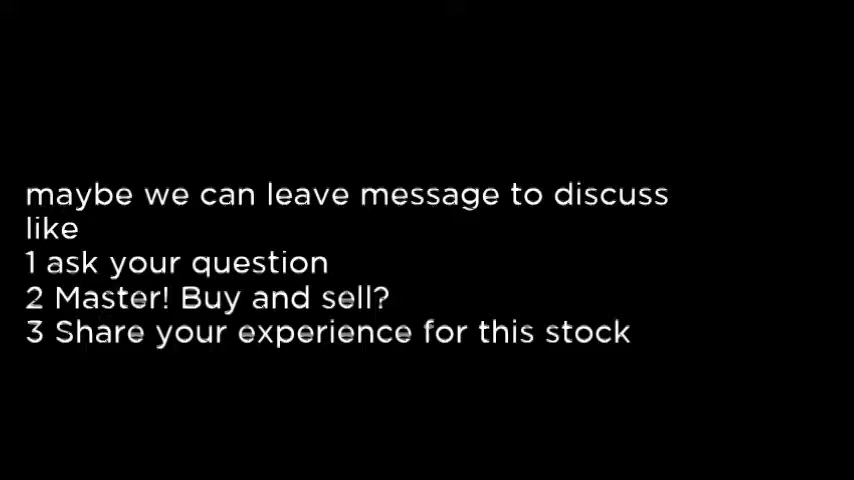 maybe we can leave message to discuss
like
1 ask your question
2 Master! Buy and sell?
3 Share your experience for this stock